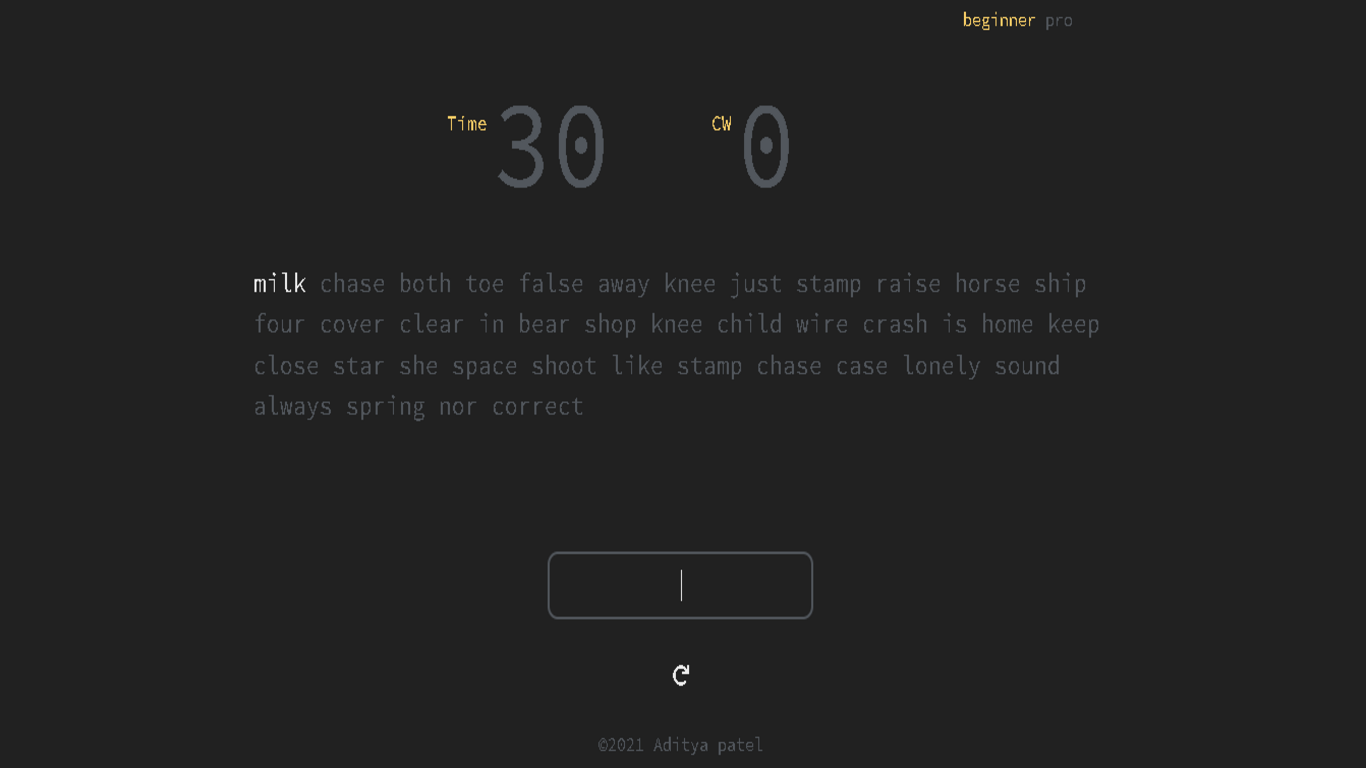 beginner pro
Time 30 CW 0
milk chase both toe false away knee just stamp raise horse ship
four cover clear in bear shop knee child wire crash is home keep
close star she space shoot like stamp chase case lonely sound
always spring nor correct
©2021 Aditya patel